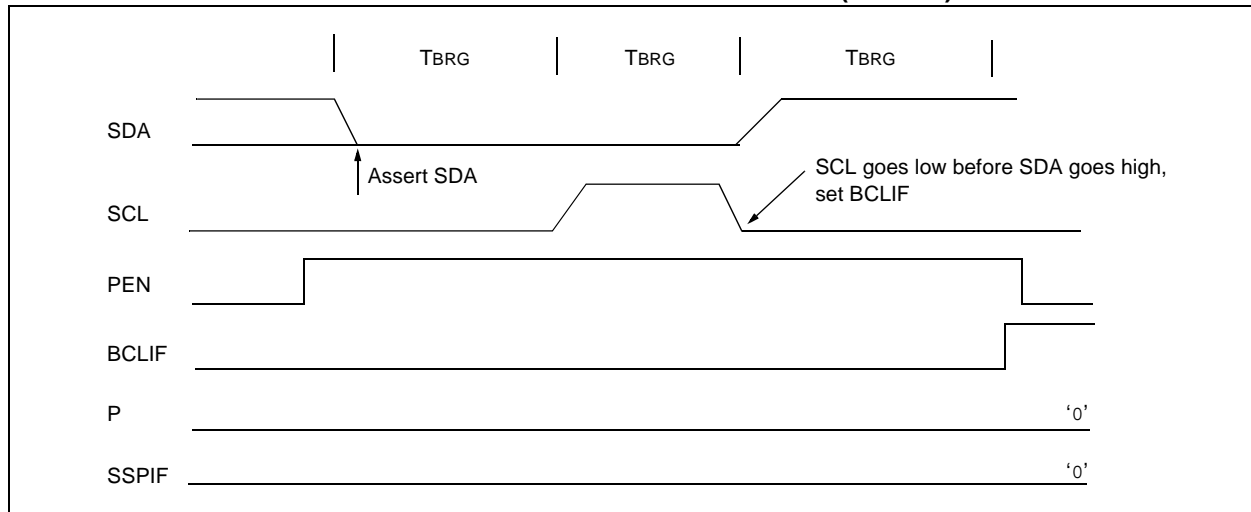 TBRG TBRG TBRG
SDA
Assert SDA
SCL goes low before SDA goes high,
set BCLIF
SCL
PEN
BCLIF
P '0'
SSPIF '0'